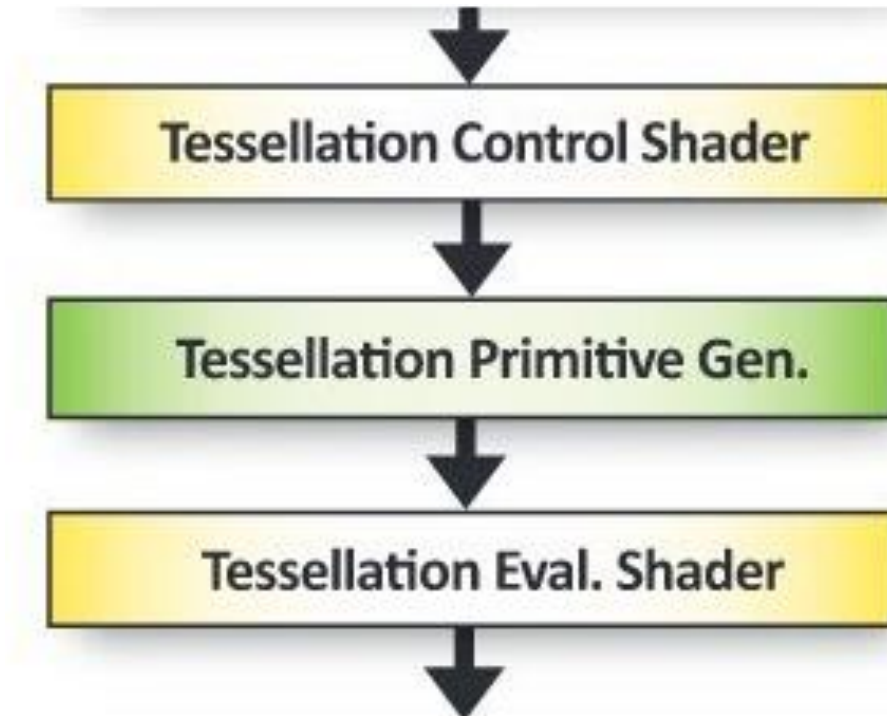 Tessellation Control Shader
Tessellation Primitive Gen.
Tessellation Eval. Shader